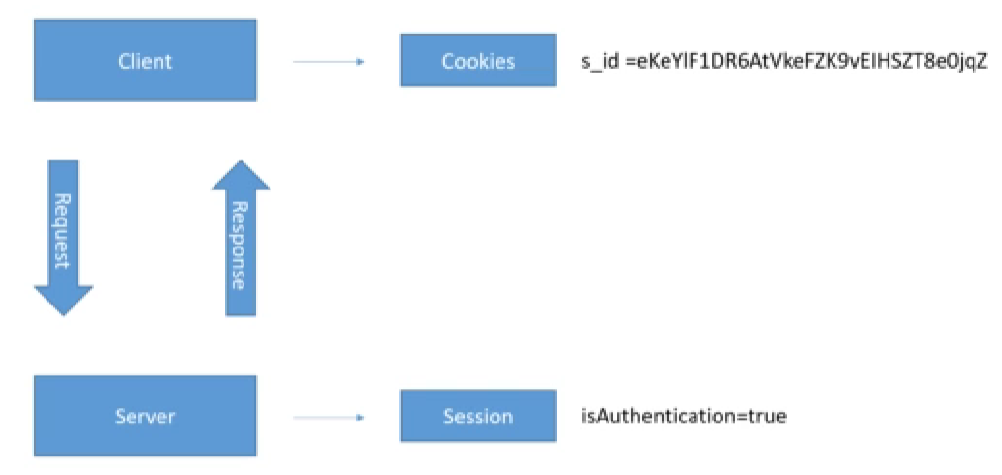 Client
Cookies
s_id =eKeYlF1DR6AtVkeFZK9vEIHSZT8e0jqZ
Request
Response
Server
Session
isAuthentication=true